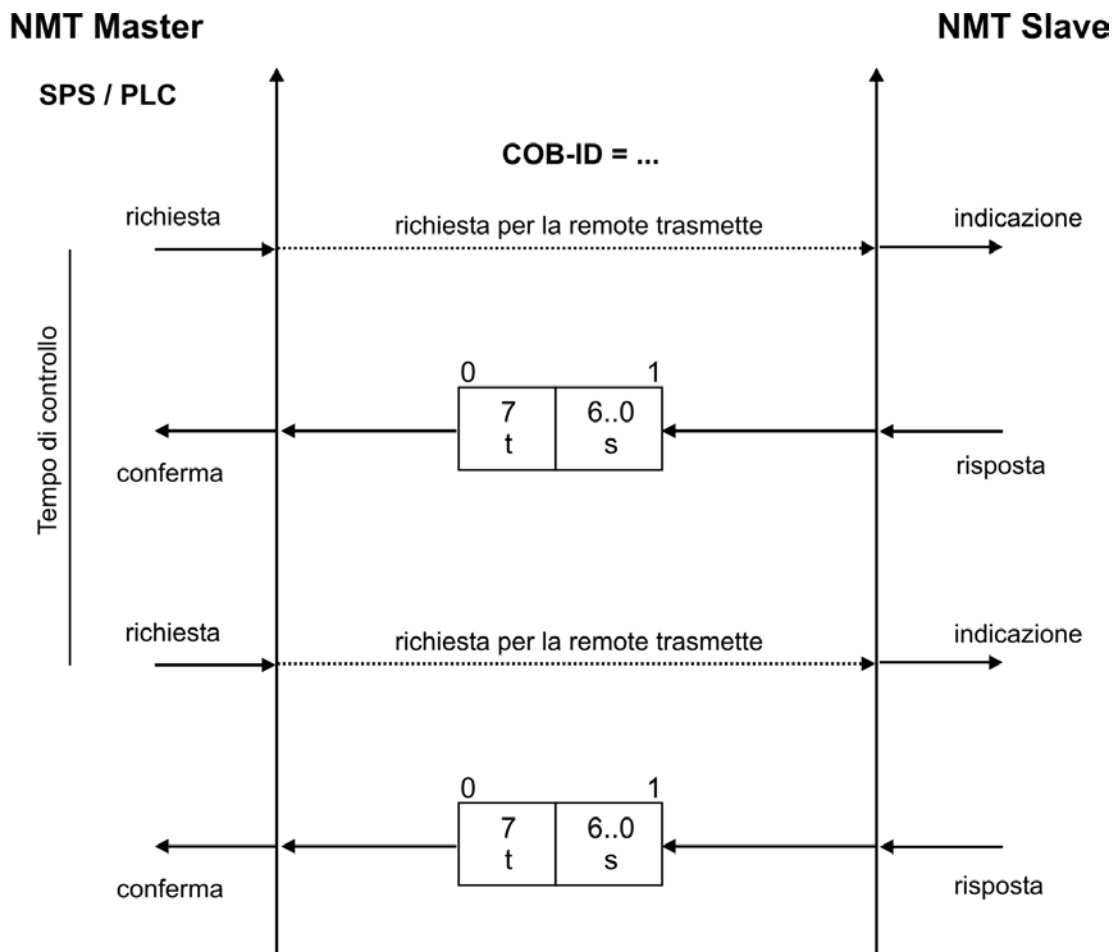 NMT Master
NMT Slave
SPS / PLC
COB-ID = ...
richiesta
richiesta per la remote trasmette
indicazione
Tempo di controllo
0 1
7 6..0
t s
conferma
risposta
richiesta
richiesta per la remote trasmette
indicazione
0 1
7 6..0
t s
conferma
risposta